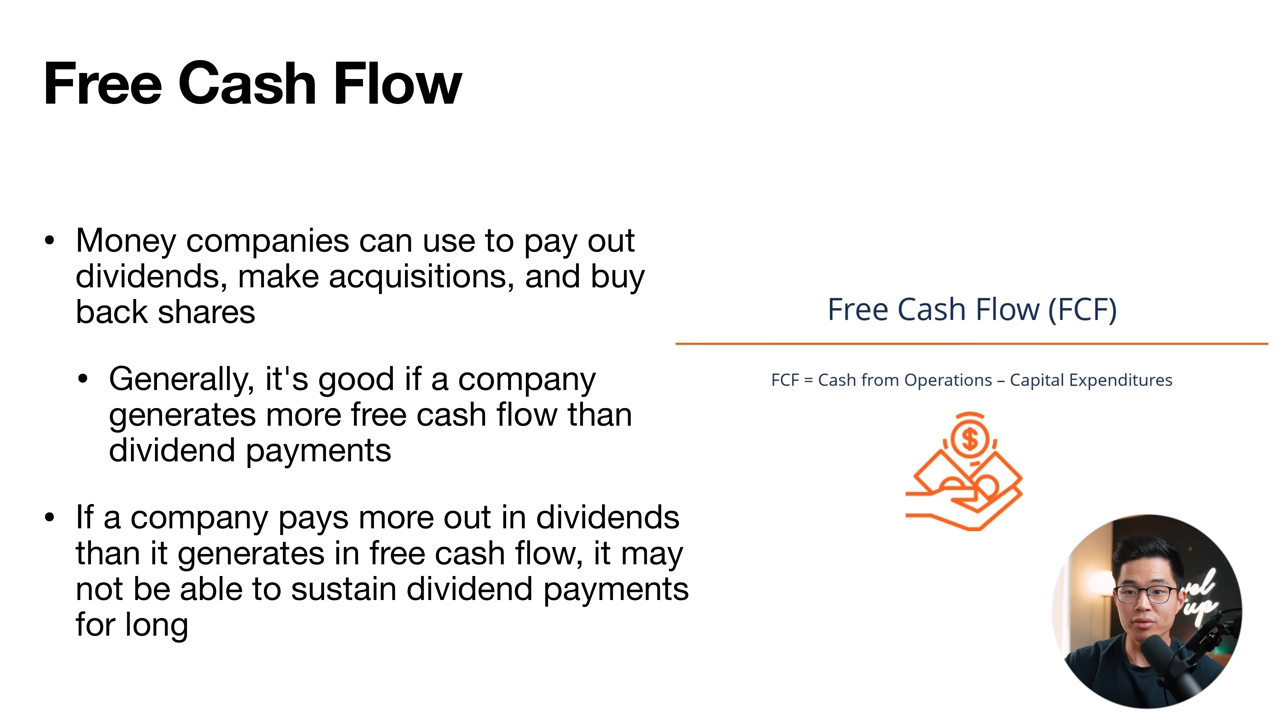 Free Cash Flow
• Money companies can use to pay out
dividends, make acquisitions, and buy
back shares
• Generally, it's good if a company
generates more free cash flow than
dividend payments
• If a company pays more out in dividends
than it generates in free cash flow, it may
not be able to sustain dividend payments
for long
Free Cash Flow (FCF)
FCF = Cash from Operations – Capital Expenditures
$
up